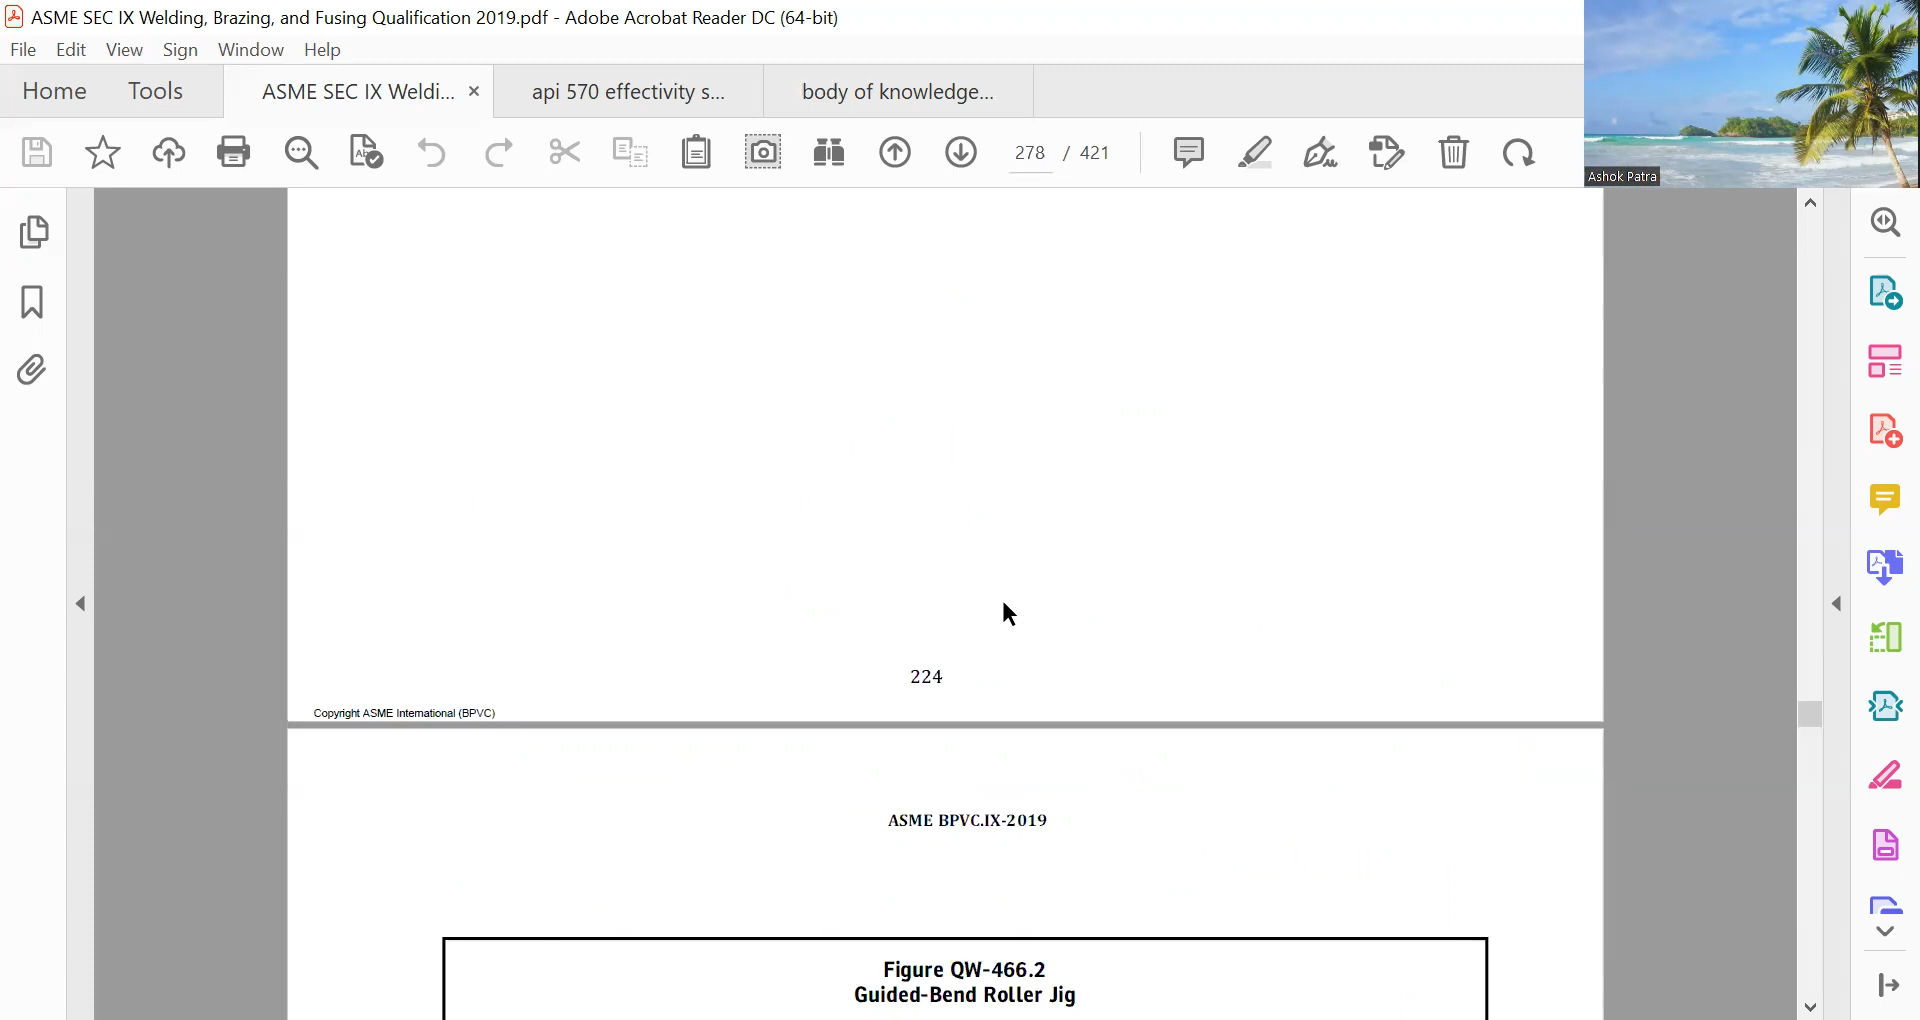 ASME SEC IX Welding, Brazing, and Fusing Qualification 2019.pdf - Adobe Acrobat Reader DC (64-bit)
File Edit View Sign Window Help
Home Tools ASME SEC IX Weldi... × api 570 effectivity s... body of knowledge...
278 / 421
Ashok Patra
224
Copyright ASME International (BPVC)
ASME BPVC.IX-2019
Figure QW-466.2
Guided-Bend Roller Jig